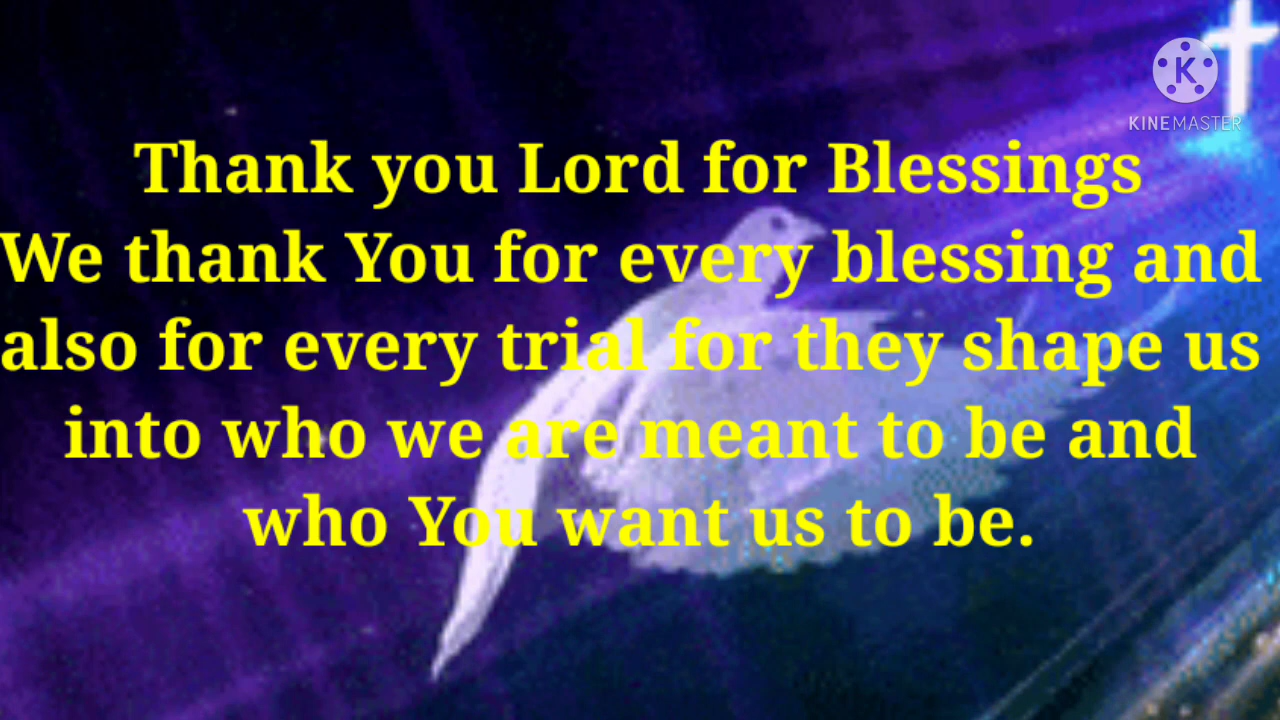 K
KINEMASTER
Thank you Lord for Blessings
We thank You for every blessing and
also for every trial for they shape us
into who we are meant to be and
who You want us to be.